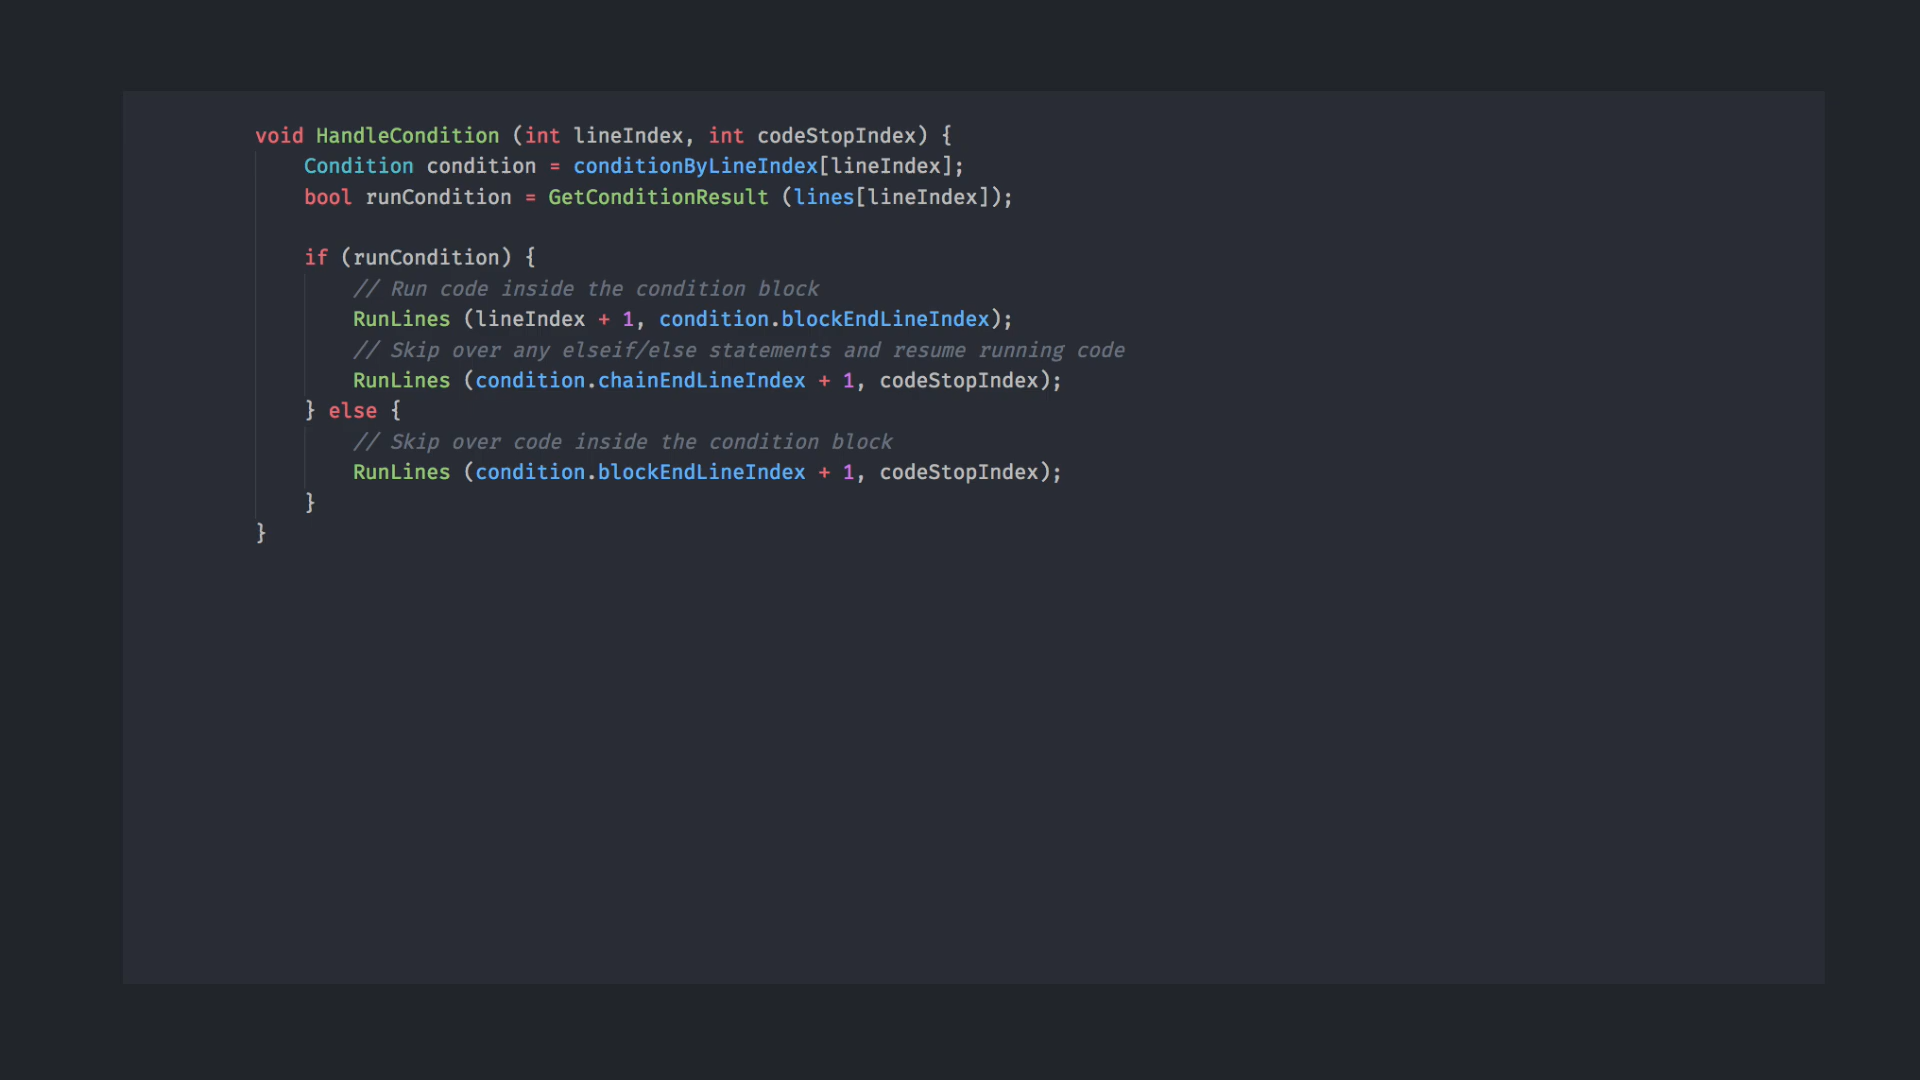 void HandleCondition (int lineIndex, int codeStopIndex) {
    Condition condition = conditionByLineIndex[lineIndex];
    bool runCondition = GetConditionResult (lines[lineIndex]);

    if (runCondition) {
        // Run code inside the condition block
        RunLines (lineIndex + 1, condition.blockEndLineIndex);
        // Skip over any elseif/else statements and resume running code
        RunLines (condition.chainEndLineIndex + 1, codeStopIndex);
    } else {
        // Skip over code inside the condition block
        RunLines (condition.blockEndLineIndex + 1, codeStopIndex);
    }
}